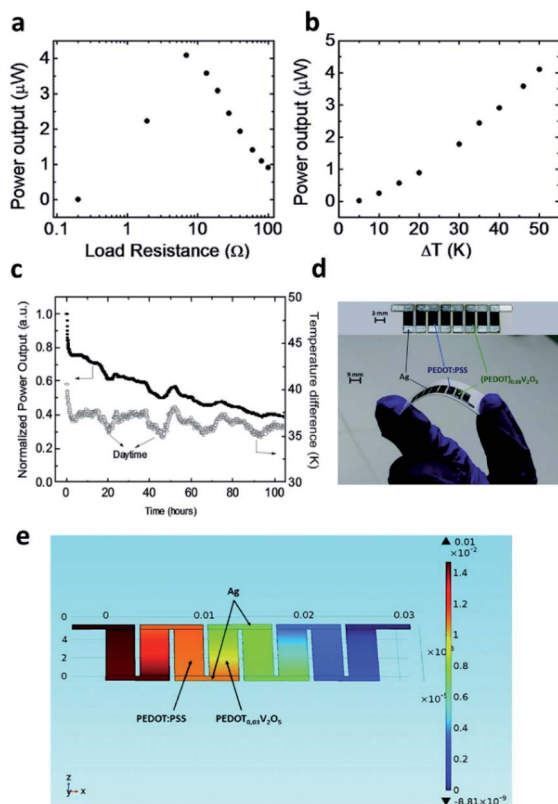 a
Power output (μW)
4
3
2
1
0
0.1 1 10 100
Load Resistance (Ω)
b
Power output (μW)
5
4
3
2
1
0
0 10 20 30 40 50
ΔT (K)
c
Normalized Power Output (a.u.)
1.0
0.8
0.6
0.4
0.2
0.0
Daytime
0 20 40 60 80 100
Time (hours)
50
45
40
35
30
Temperature difference (K)
d
3 mm
PEDOT:PSS
Ag
(PEDOT)0.03V2O5
9 mm
e
Ag
0 0 0.01 0.02 0.03
4
2
0
PEDOT:PSS
PEDOT0,03V2O5
z
y x
▲ 0.01
×10⁻²
1.4
1.2
1
0.8
0.6
0.4
0.2
0
▼ -8.81×10⁻⁹